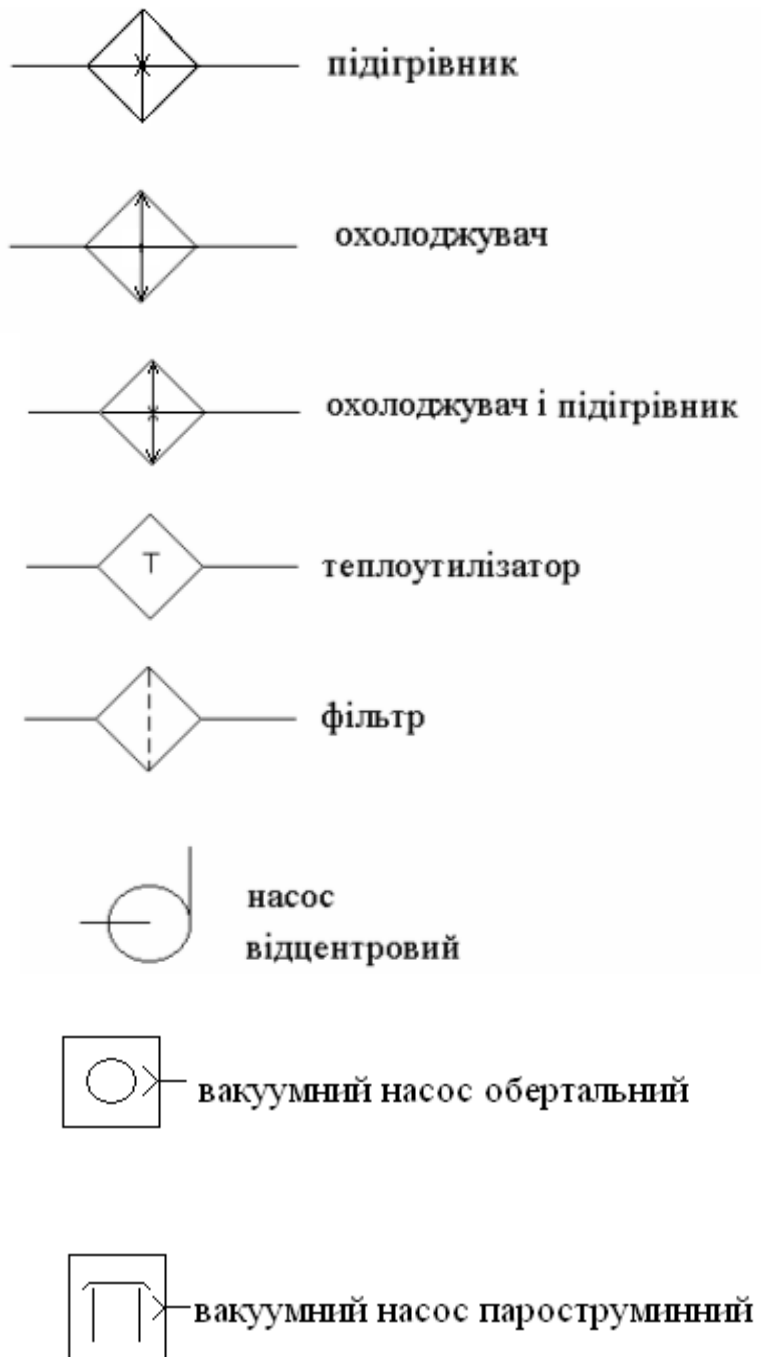 підігрівник
охолоджувач
охолоджувач і підігрівник
Т
теплоутилізатор
фільтр
насос
відцентровий
вакуумний насос обертальний
вакуумний насос пароструминний